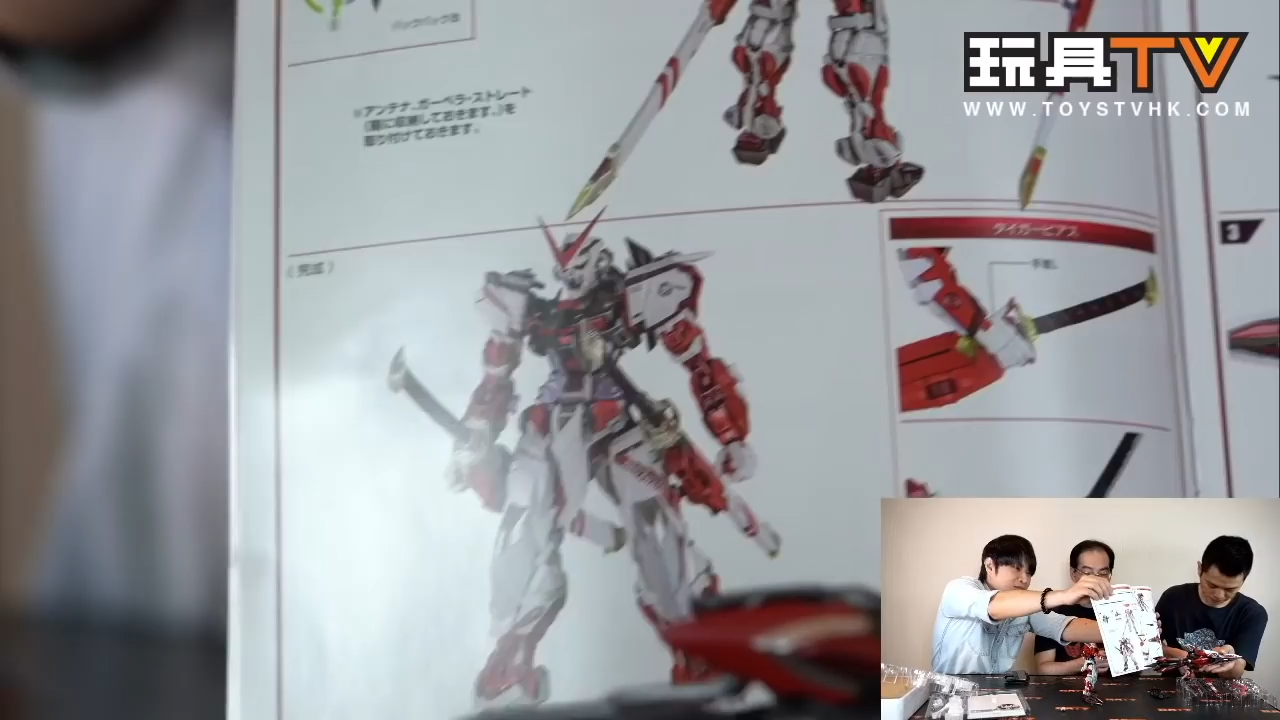 バックパックB
玩具TV
WWW.TOYSTVHK.COM
※アンテナ、ガーベラ・ストレート
(鞘に収納しておきます。)を
取り付けておきます。
タイガーピアス
手動。
《完成》
3